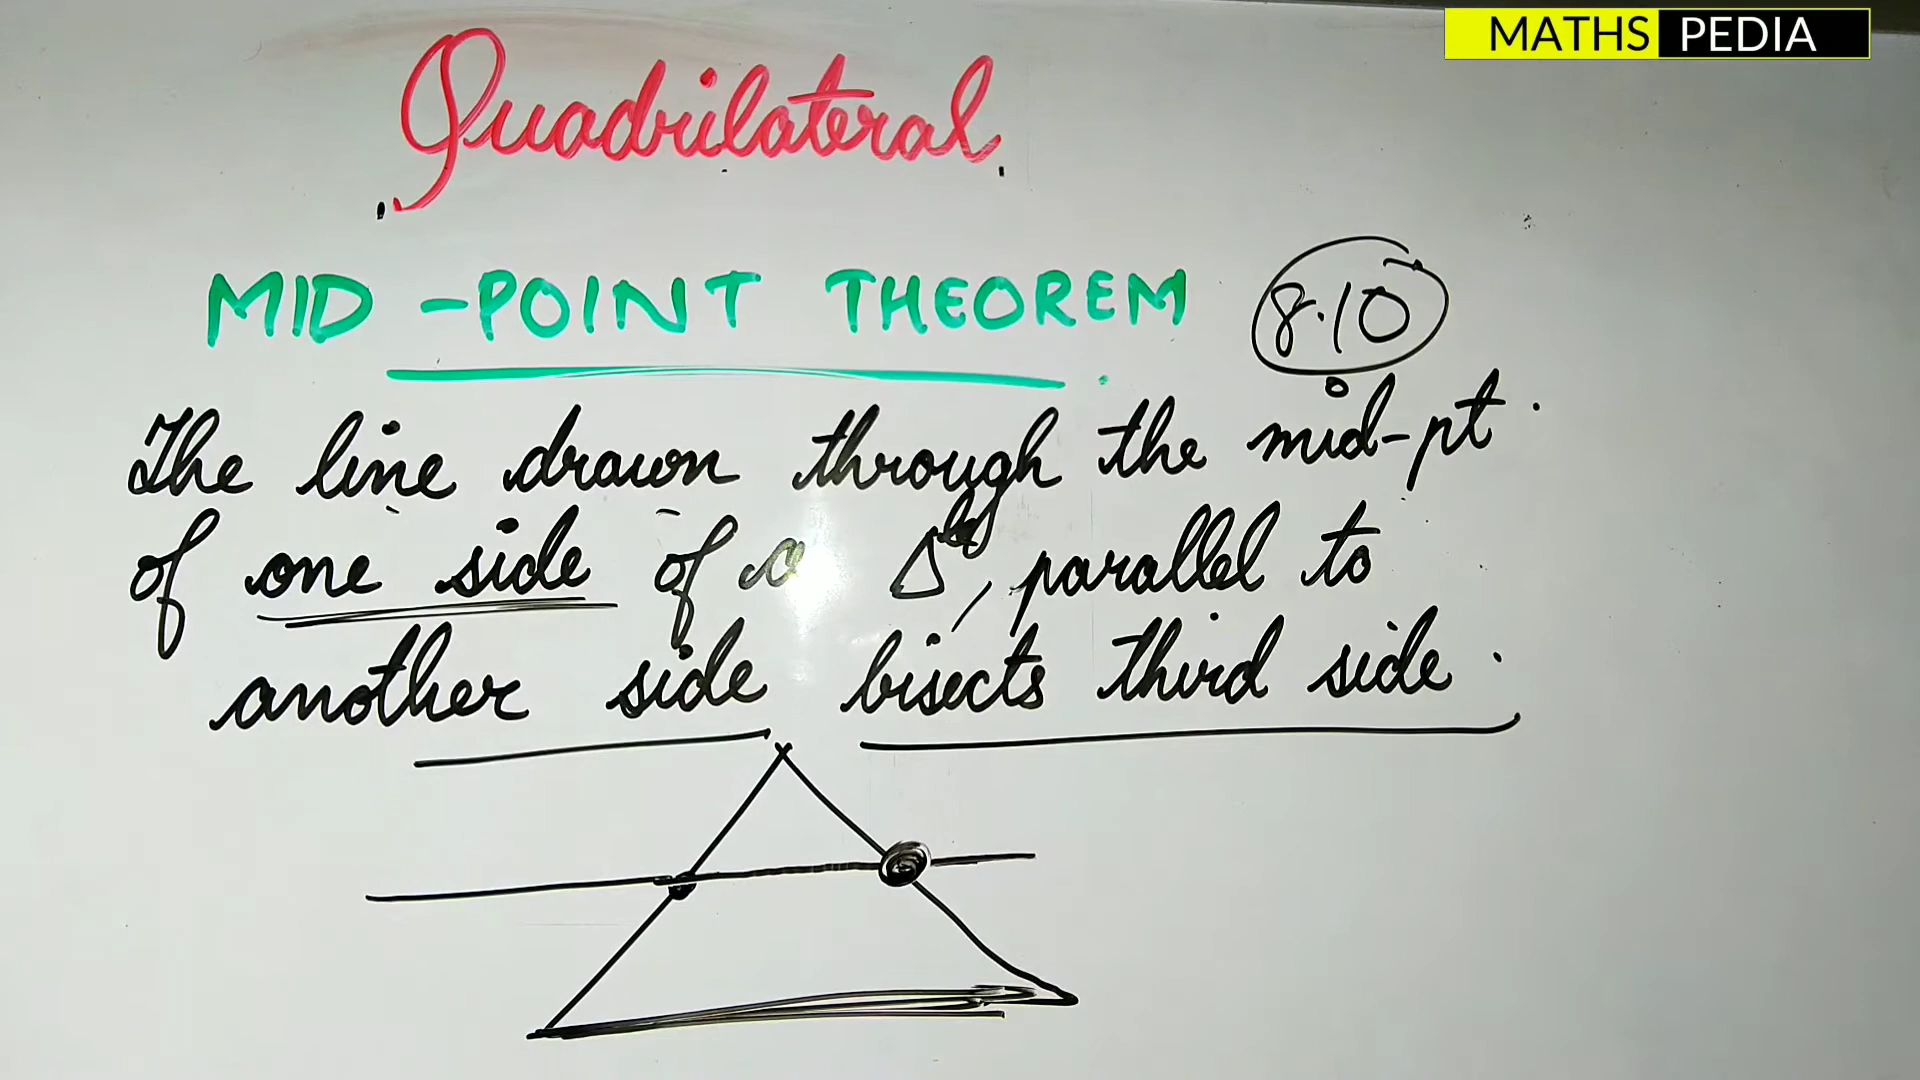 MATHS PEDIA
Quadrilateral
MID-POINT THEOREM 8.10
The line drawn through the mid-pt.
of one side of a Δle, parallel to
another side bisects third side.